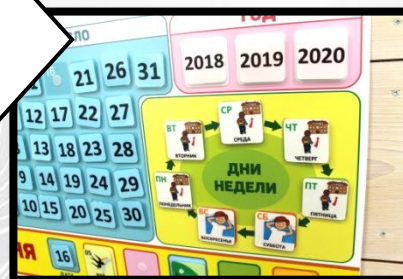 ГОД
2018 2019 2020
21 26 31
12 17 22 27
13 18 23 28
9 14 19 24 29
10 15 20 25 30
СР
СРЕДА
ВТ
ВТОРНИК
ЧТ
ЧЕТВЕРГ
ДНИ
НЕДЕЛИ
ПН
ПОНЕДЕЛЬНИК
ПТ
ПЯТНИЦА
ВС
ВОСКРЕСЕНЬЕ
СБ
СУББОТА
16